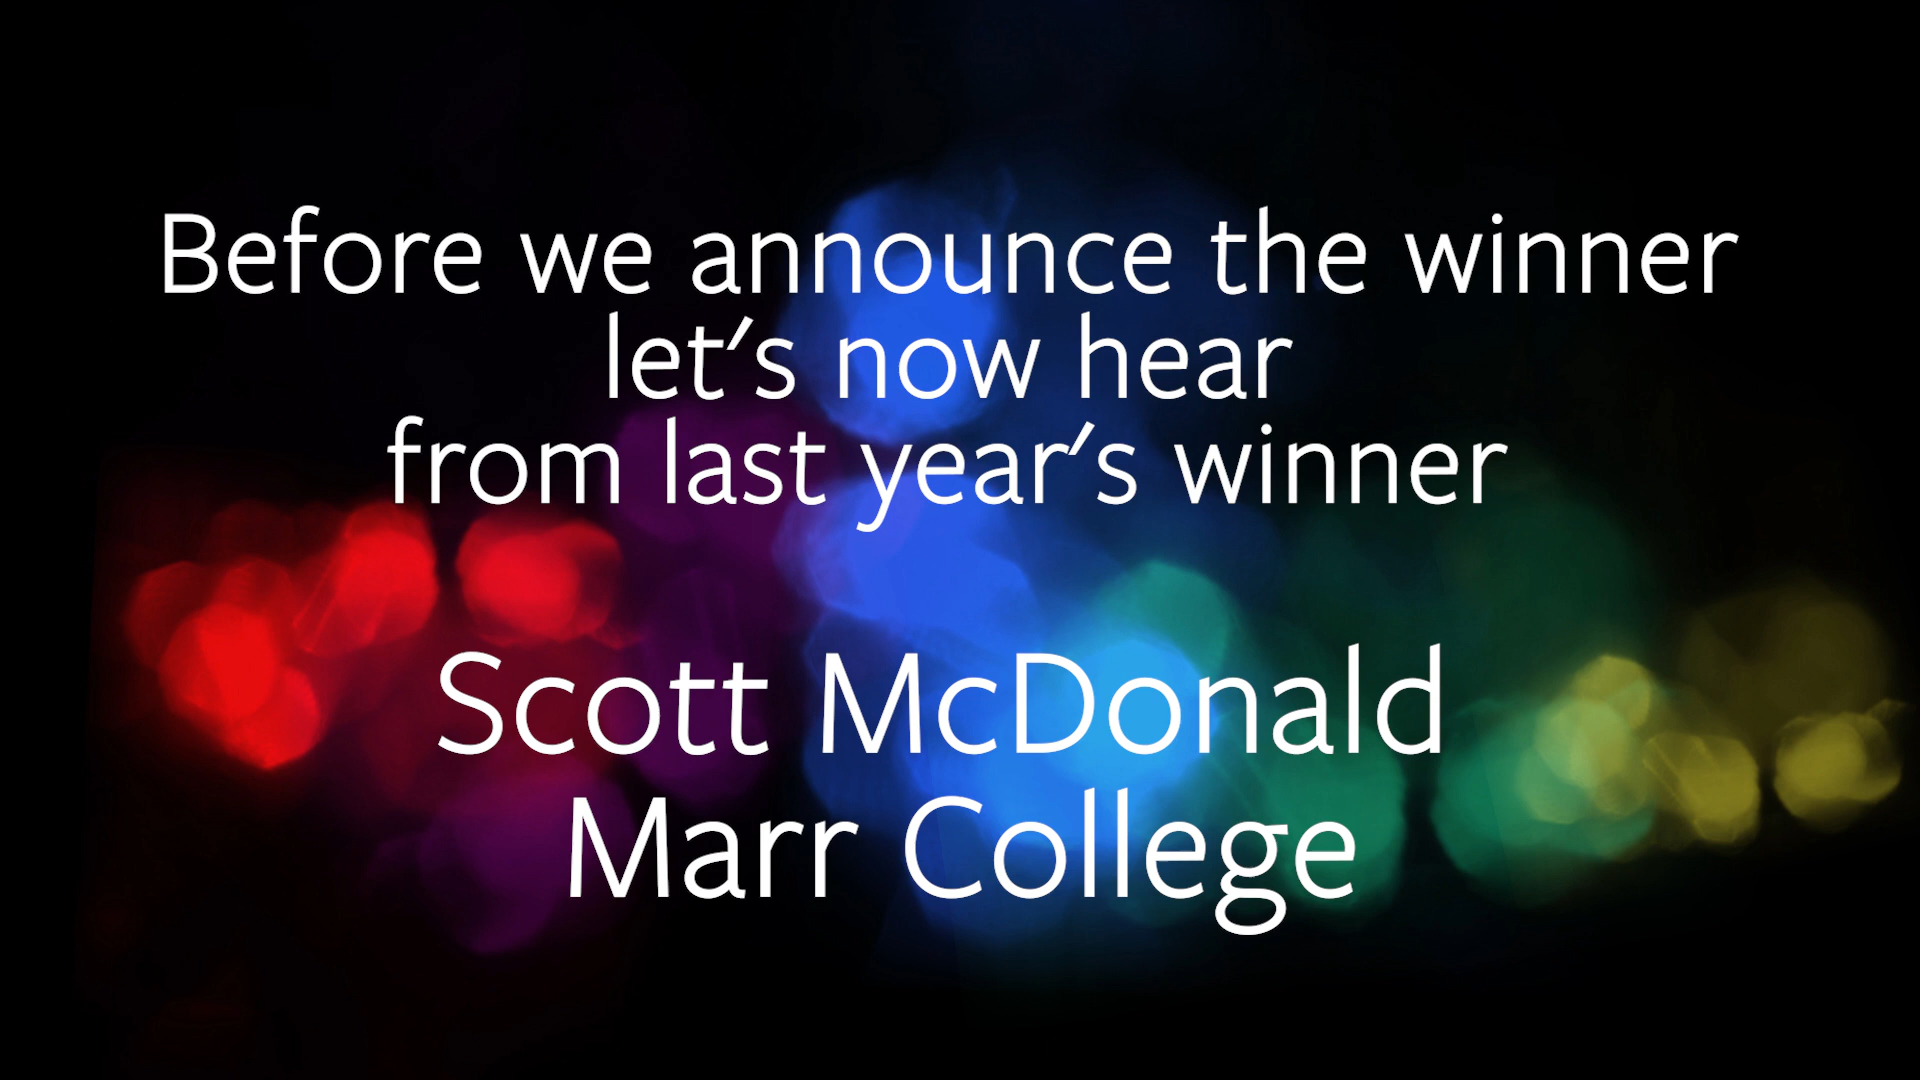 Before we announce the winner
let's now hear
from last year's winner
Scott McDonald
Marr College